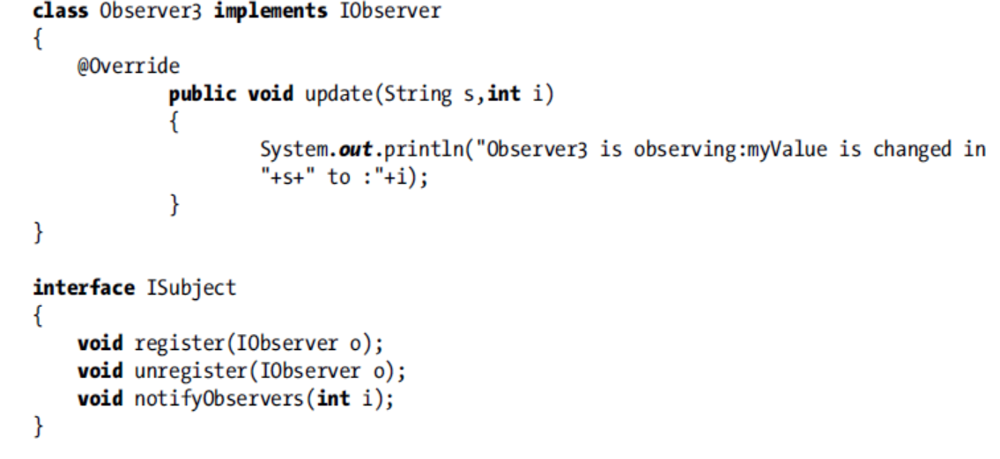 class Observer3 implements IObserver
{
@Override
public void update(String s,int i)
{
System.out.println("Observer3 is observing:myValue is changed in
"+s+" to :"+i);
}
}
interface ISubject
{
void register(IObserver o);
void unregister(IObserver o);
void notifyObservers(int i);
}